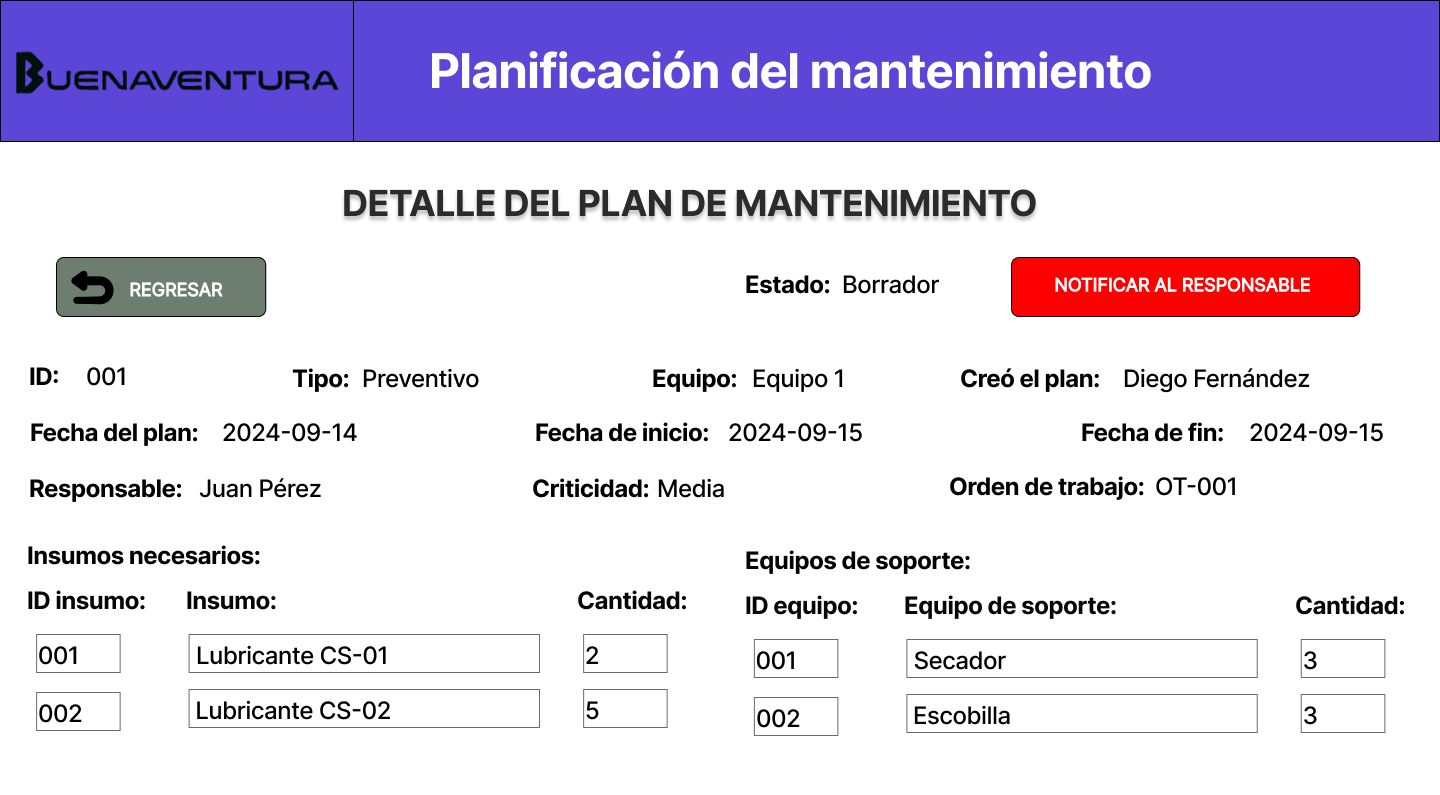 BUENAVENTURA
Planificación del mantenimiento
DETALLE DEL PLAN DE MANTENIMIENTO
REGRESAR
Estado: Borrador
NOTIFICAR AL RESPONSABLE
ID: 001 Tipo: Preventivo Equipo: Equipo 1 Creó el plan: Diego Fernández
Fecha del plan: 2024-09-14 Fecha de inicio: 2024-09-15 Fecha de fin: 2024-09-15
Responsable: Juan Pérez Criticidad: Media Orden de trabajo: OT-001
Insumos necesarios:
ID insumo: Insumo: Cantidad:
001 Lubricante CS-01 2
002 Lubricante CS-02 5
Equipos de soporte:
ID equipo: Equipo de soporte: Cantidad:
001 Secador 3
002 Escobilla 3